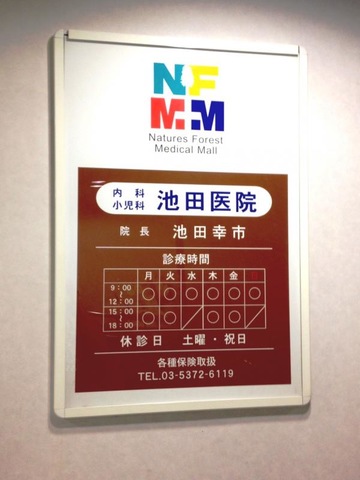 NF
MM
Natures Forest
Medical Mall
内科
小児科
池田医院
院長 池田幸市
診療時間
月 火 水 木 金
9:00
~
12:00 ○ ○ ○ ○ ○
15:00
~
18:00 ○ ○ ／ ○ ○ ／
休診日 土曜・祝日
各種保険取扱
TEL.03-5372-6119